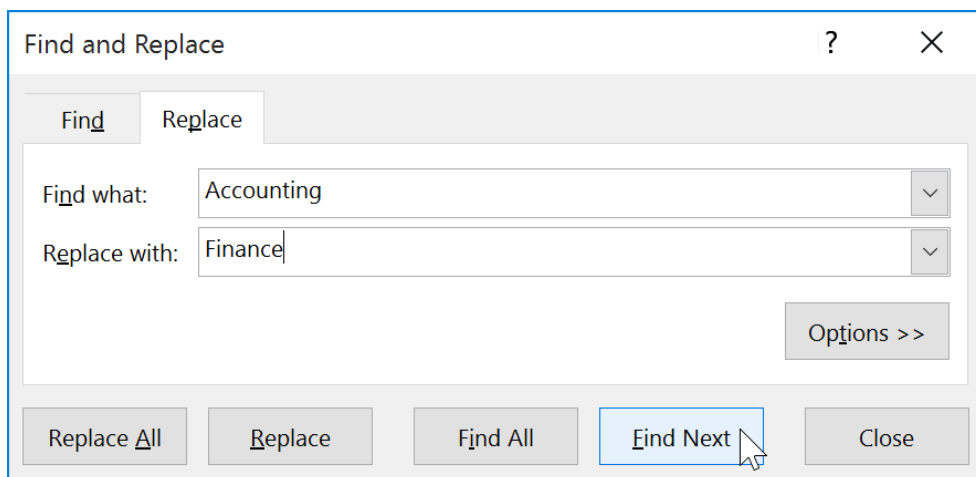 Find and Replace ?
Find Replace
Find what: Accounting
Replace with: Finance
Options >>
Replace All Replace Find All Find Next Close